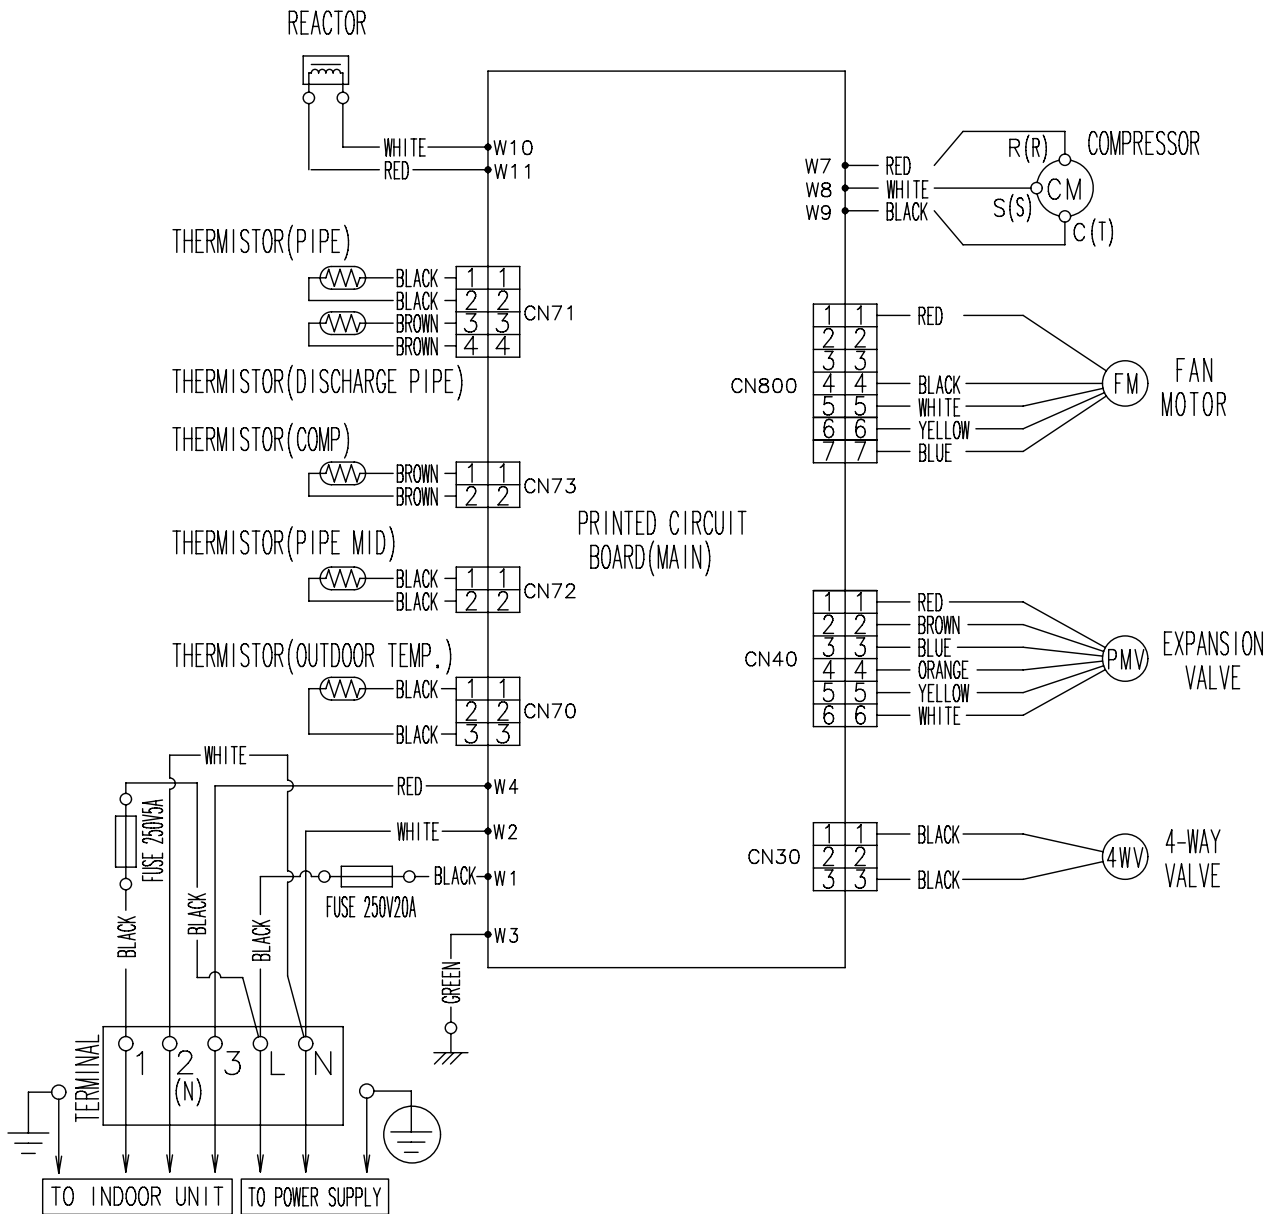 REACTOR
WHITE
W10
RED
W11
W7
RED
W8
WHITE
W9
BLACK
R(R)
S(S)
C(T)
CM
COMPRESSOR
THERMISTOR(PIPE)
BLACK 1 1
BLACK 2 2
BROWN 3 3
BROWN 4 4
CN71
THERMISTOR(DISCHARGE PIPE)
THERMISTOR(COMP)
BROWN 1 1
BROWN 2 2
CN73
THERMISTOR(PIPE MID)
BLACK 1 1
BLACK 2 2
CN72
THERMISTOR(OUTDOOR TEMP.)
BLACK 1 1
2 2
BLACK 3 3
CN70
PRINTED CIRCUIT
BOARD(MAIN)
CN800
1 1 RED
2 2
3 3
4 4 BLACK
5 5 WHITE
6 6 YELLOW
7 7 BLUE
FM
FAN
MOTOR
CN40
1 1 RED
2 2 BROWN
3 3 BLUE
4 4 ORANGE
5 5 YELLOW
6 6 WHITE
PMV
EXPANSION
VALVE
CN30
1 1 BLACK
2 2
3 3 BLACK
4WV
4-WAY
VALVE
WHITE
RED
W4
WHITE
W2
BLACK
W1
FUSE 250V20A
W3
GREEN
FUSE 250V5A
BLACK
BLACK
BLACK
TERMINAL
1
2
(N)
3
L
N
TO INDOOR UNIT
TO POWER SUPPLY